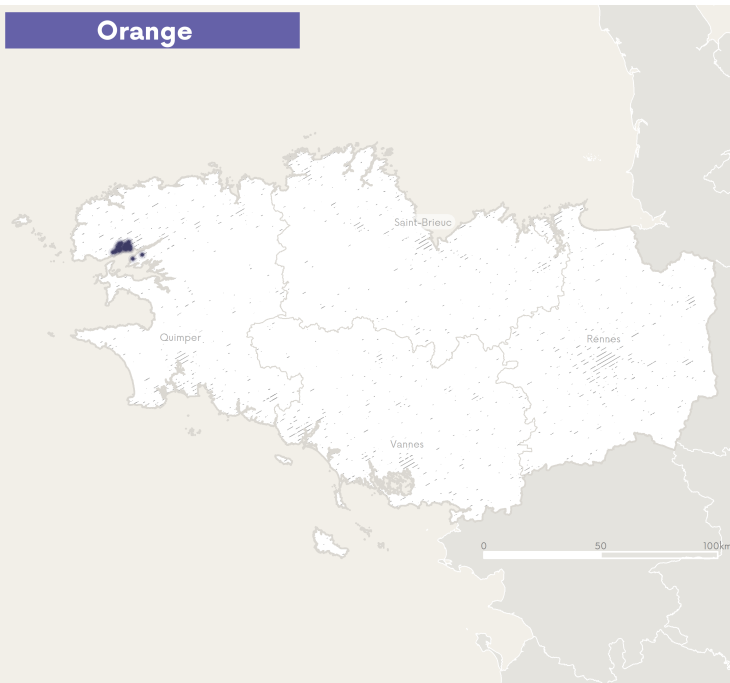 Orange
Saint-Brieuc
Quimper
Rennes
Vannes
0 50 100km